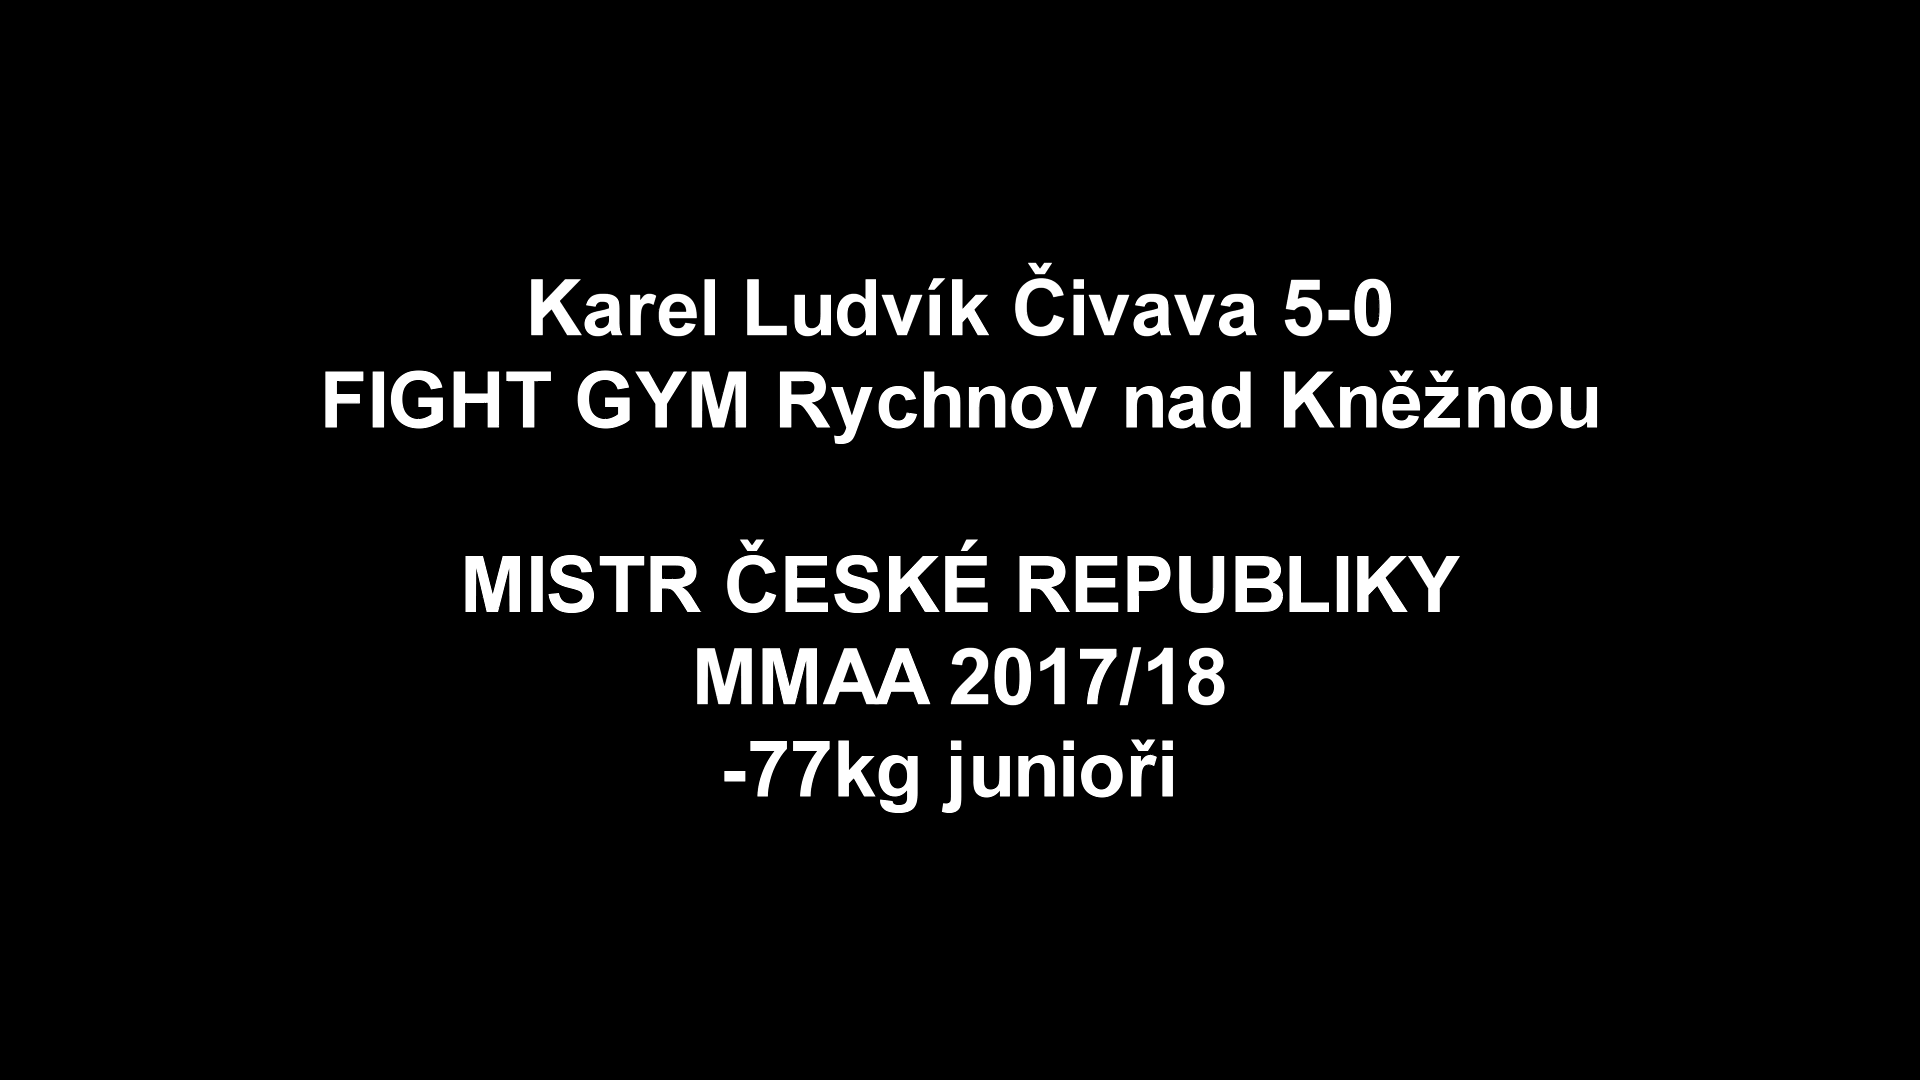 Karel Ludvík Čivava 5-0
FIGHT GYM Rychnov nad Kněžnou
MISTR ČESKÉ REPUBLIKY
MMAA 2017/18
-77kg junioři